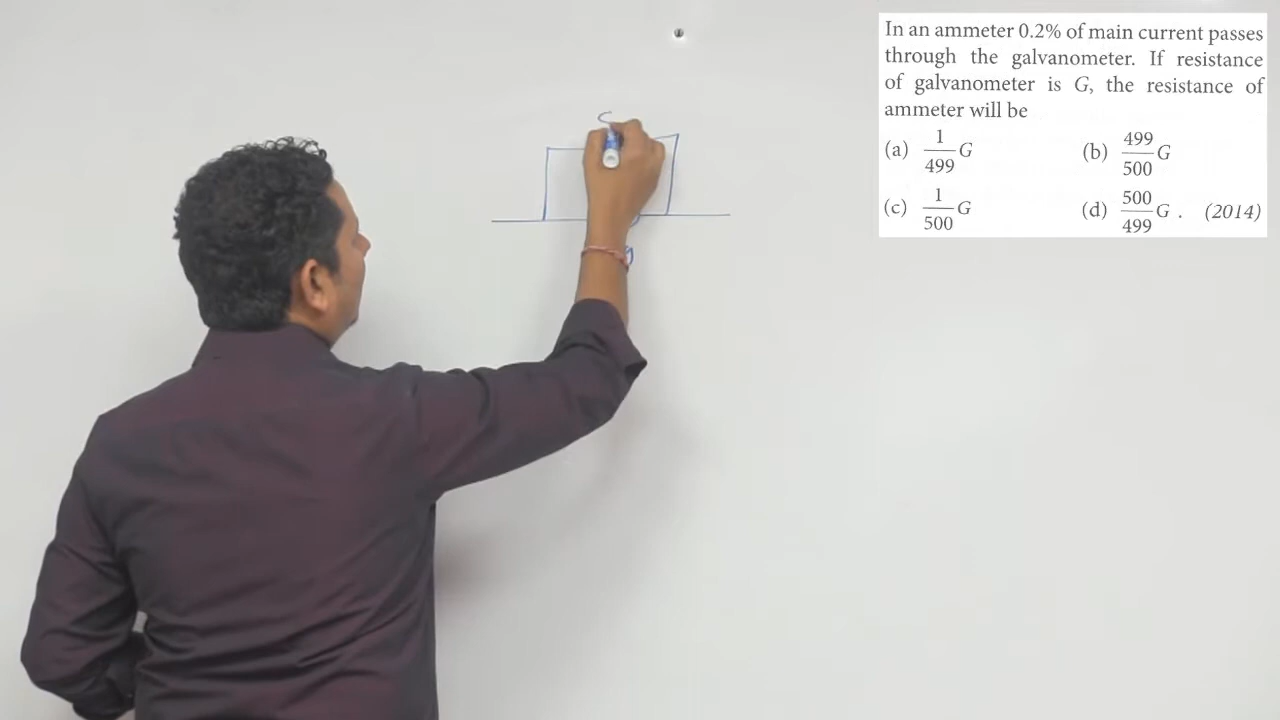 In an ammeter 0.2% of main current passes
through the galvanometer. If resistance
of galvanometer is G, the resistance of
ammeter will be
(a) 1/499 G (b) 499/500 G
(c) 1/500 G (d) 500/499 G . (2014)